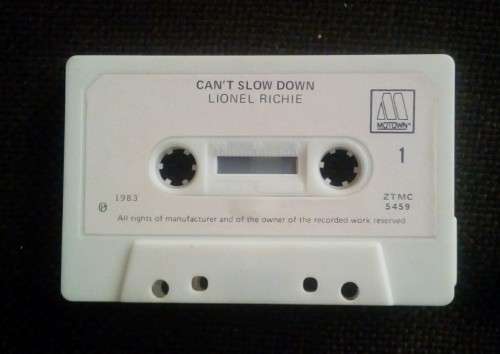 CAN'T SLOW DOWN
LIONEL RICHIE
MOTOWN
1
℗ 1983
ZTMC
5459
All rights of manufacturer and of the owner of the recorded work reserved